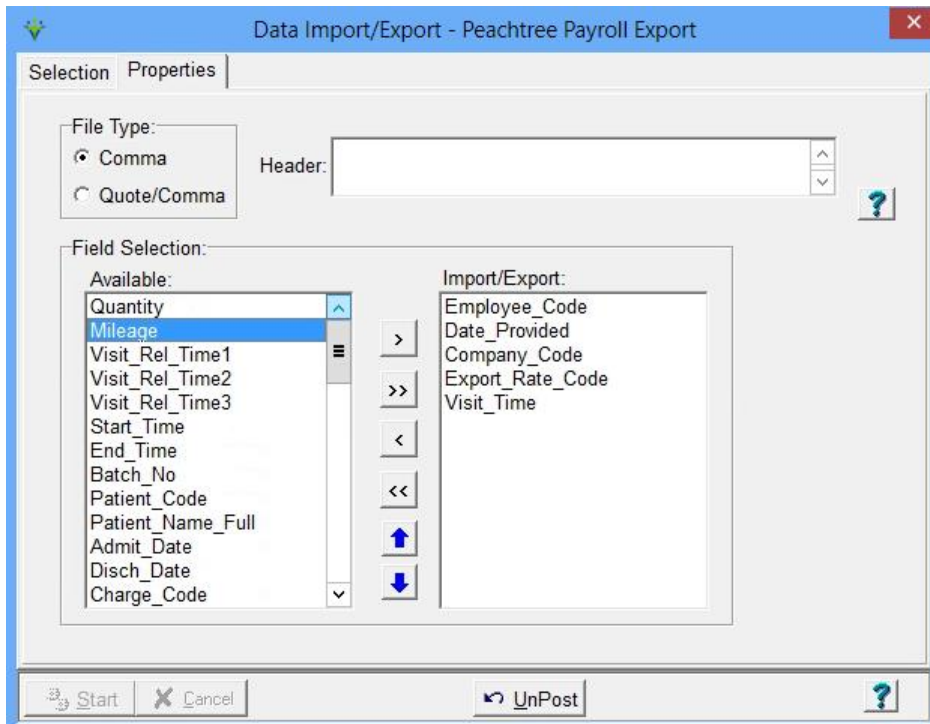 Data Import/Export - Peachtree Payroll Export
Selection Properties
File Type:
Comma
Quote/Comma
Header:
Field Selection:
Available:
Quantity
Mileage
Visit_Rel_Time1
Visit_Rel_Time2
Visit_Rel_Time3
Start_Time
End_Time
Batch_No
Patient_Code
Patient_Name_Full
Admit_Date
Disch_Date
Charge_Code
>
>>
<
<<
Import/Export:
Employee_Code
Date_Provided
Company_Code
Export_Rate_Code
Visit_Time
Start Cancel UnPost